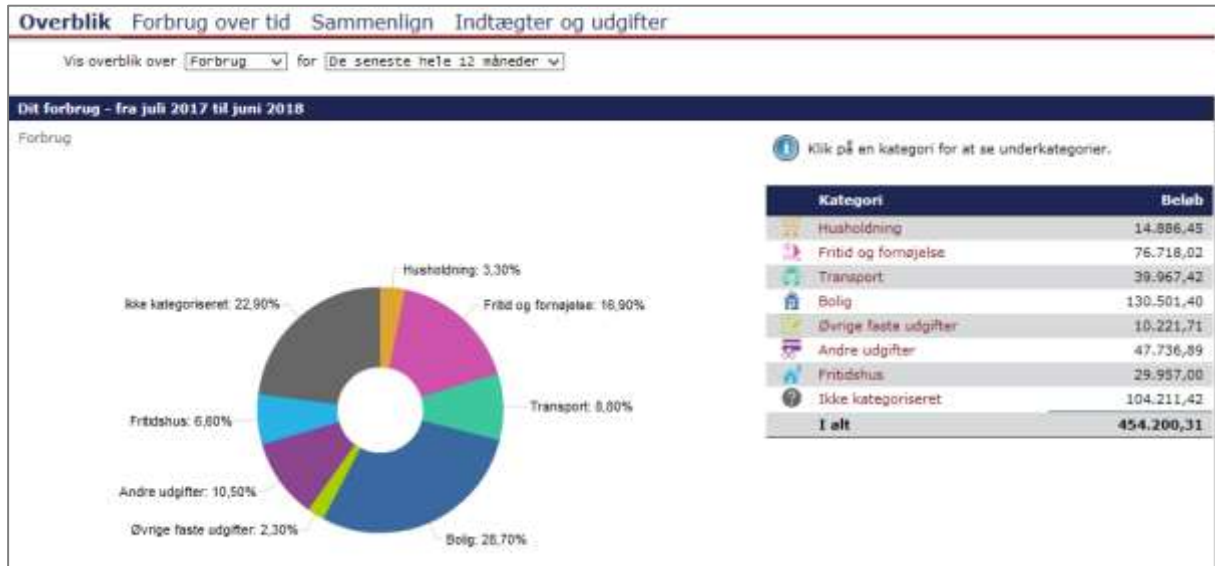 Overblik Forbrug over tid Sammenlign Indtægter og udgifter
Vis overblik over Forbrug for De seneste hele 12 måneder
Dit forbrug - fra juli 2017 til juni 2018
Forbrug
Klik på en kategori for at se underkategorier.
Husholdning: 3,30%
Fritid og fornøjelse: 16,90%
Transport: 8,80%
Bolig: 28,70%
Øvrige faste udgifter: 2,30%
Andre udgifter: 10,50%
Fritidshus: 6,60%
Ikke kategoriseret: 22,90%
Kategori Beløb
Husholdning 14.886,45
Fritid og fornøjelse 76.718,02
Transport 39.967,42
Bolig 130.501,40
Øvrige faste udgifter 10.221,71
Andre udgifter 47.736,89
Fritidshus 29.957,00
Ikke kategoriseret 104.211,42
I alt 454.200,31